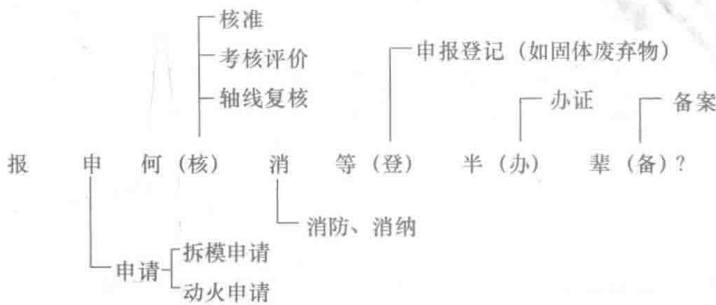 核准
考核评价
轴线复核
申报登记（如固体废弃物）
办证
备案
报 申 何（核） 消 等（登） 半（办） 辈（备）？
消防、消纳
申请
拆模申请
动火申请